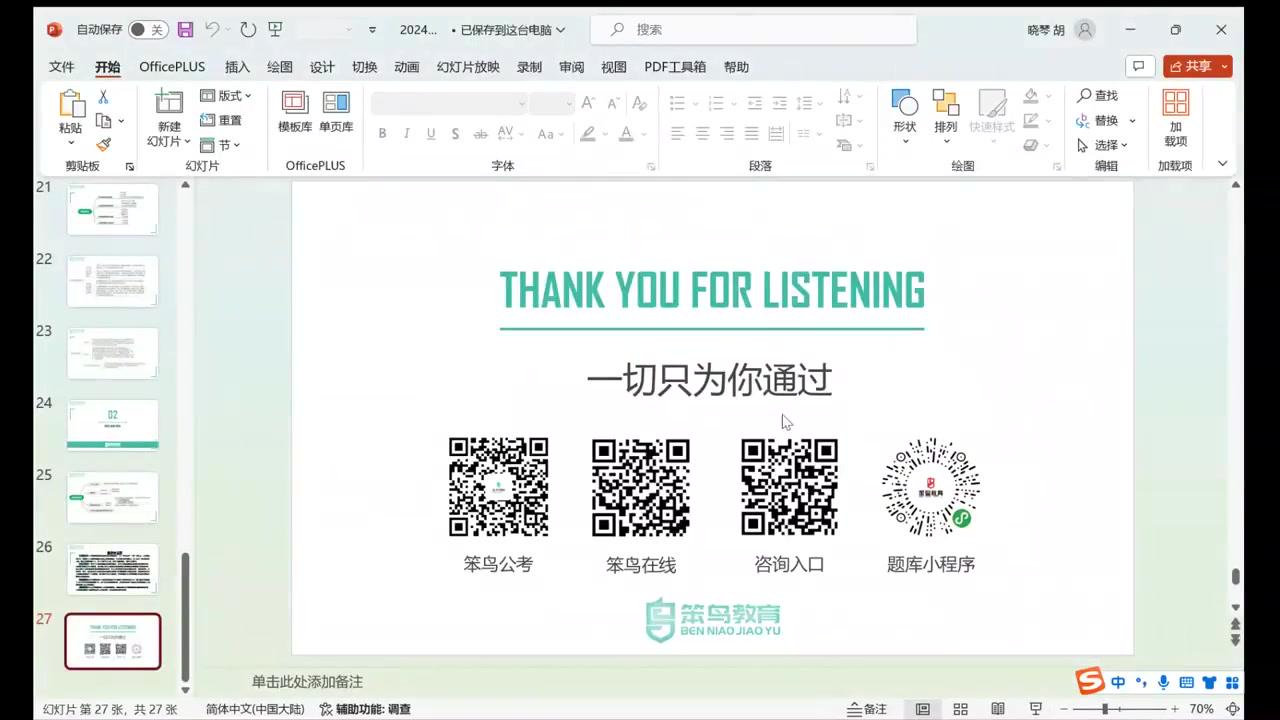 自动保存 关 2024... • 已保存到这台电脑 搜索 晓琴 胡
文件 开始 OfficePLUS 插入 绘图 设计 切换 动画 幻灯片放映 录制 审阅 视图 PDF工具箱 帮助 共享
粘贴 新建 幻灯片 版式 重置 节 模板库 单页库 形状 排列 快速样式 查找 替换 选择 加载项
B I U S ab AV Aa A
剪贴板 幻灯片 OfficePLUS 字体 段落 绘图 编辑 加载项
21
22
23
24
02
25
26
27
THANK YOU FOR LISTENING
一切只为你通过
笨鸟公考 笨鸟在线 咨询入口 题库小程序
笨鸟教育
BEN NIAO JIAO YU
单击此处添加备注
中
幻灯片 第 27 张，共 27 张 简体中文(中国大陆) 辅助功能: 调查 备注 70%